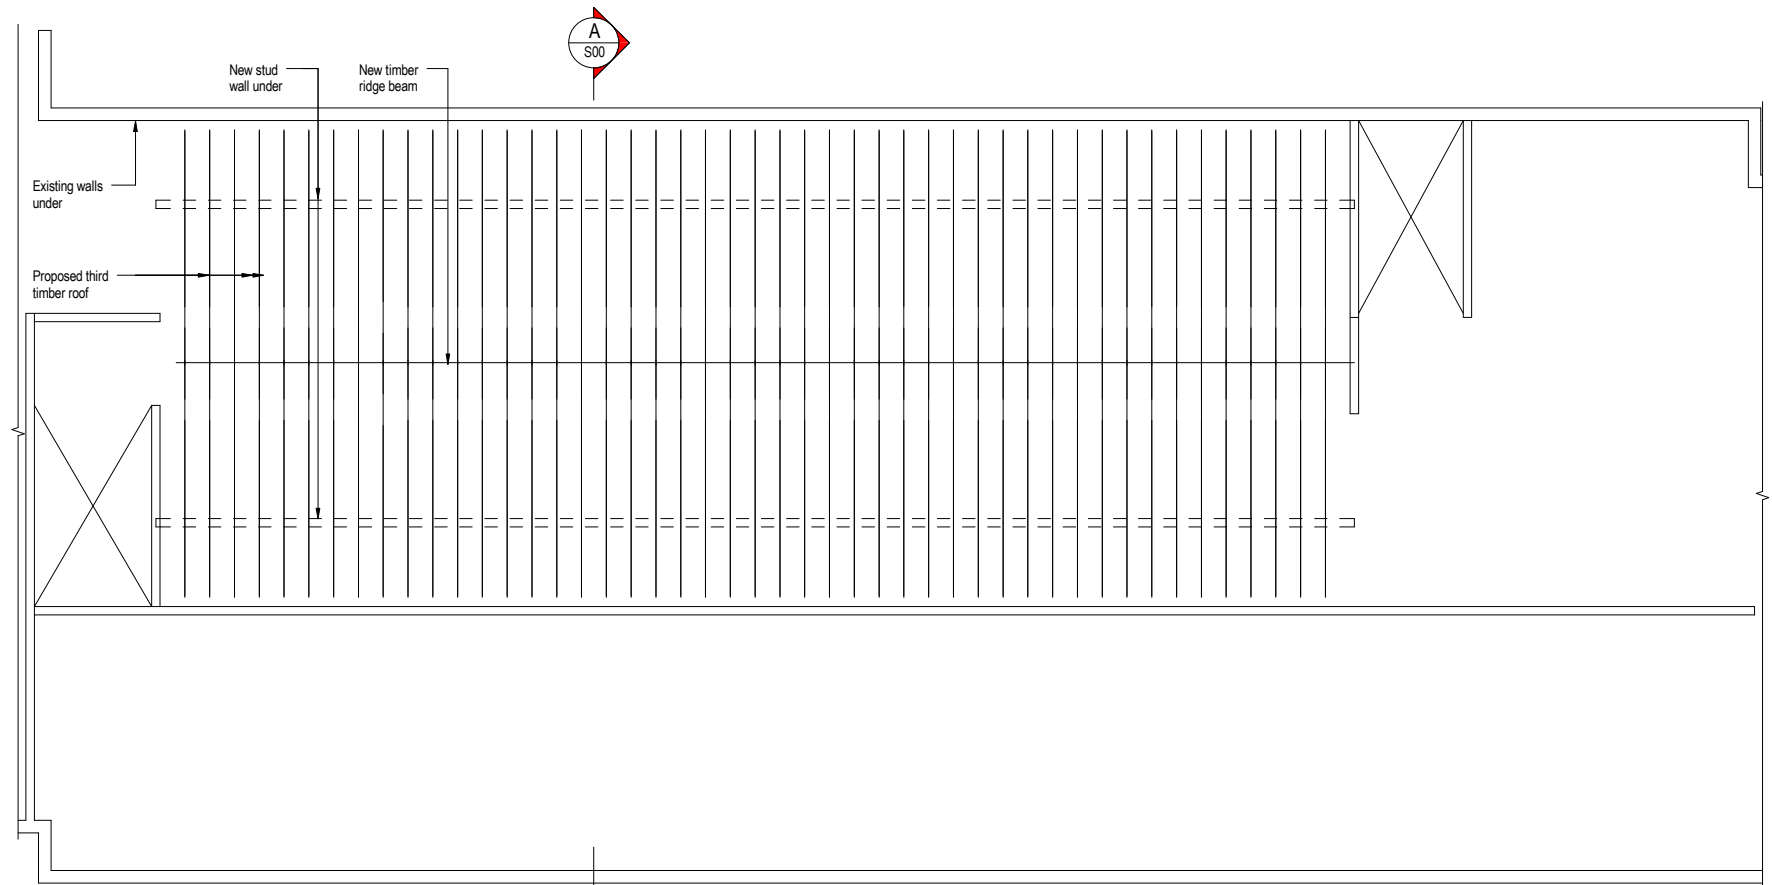 A
S00
New stud
wall under
New timber
ridge beam
Existing walls
under
Proposed third
timber roof